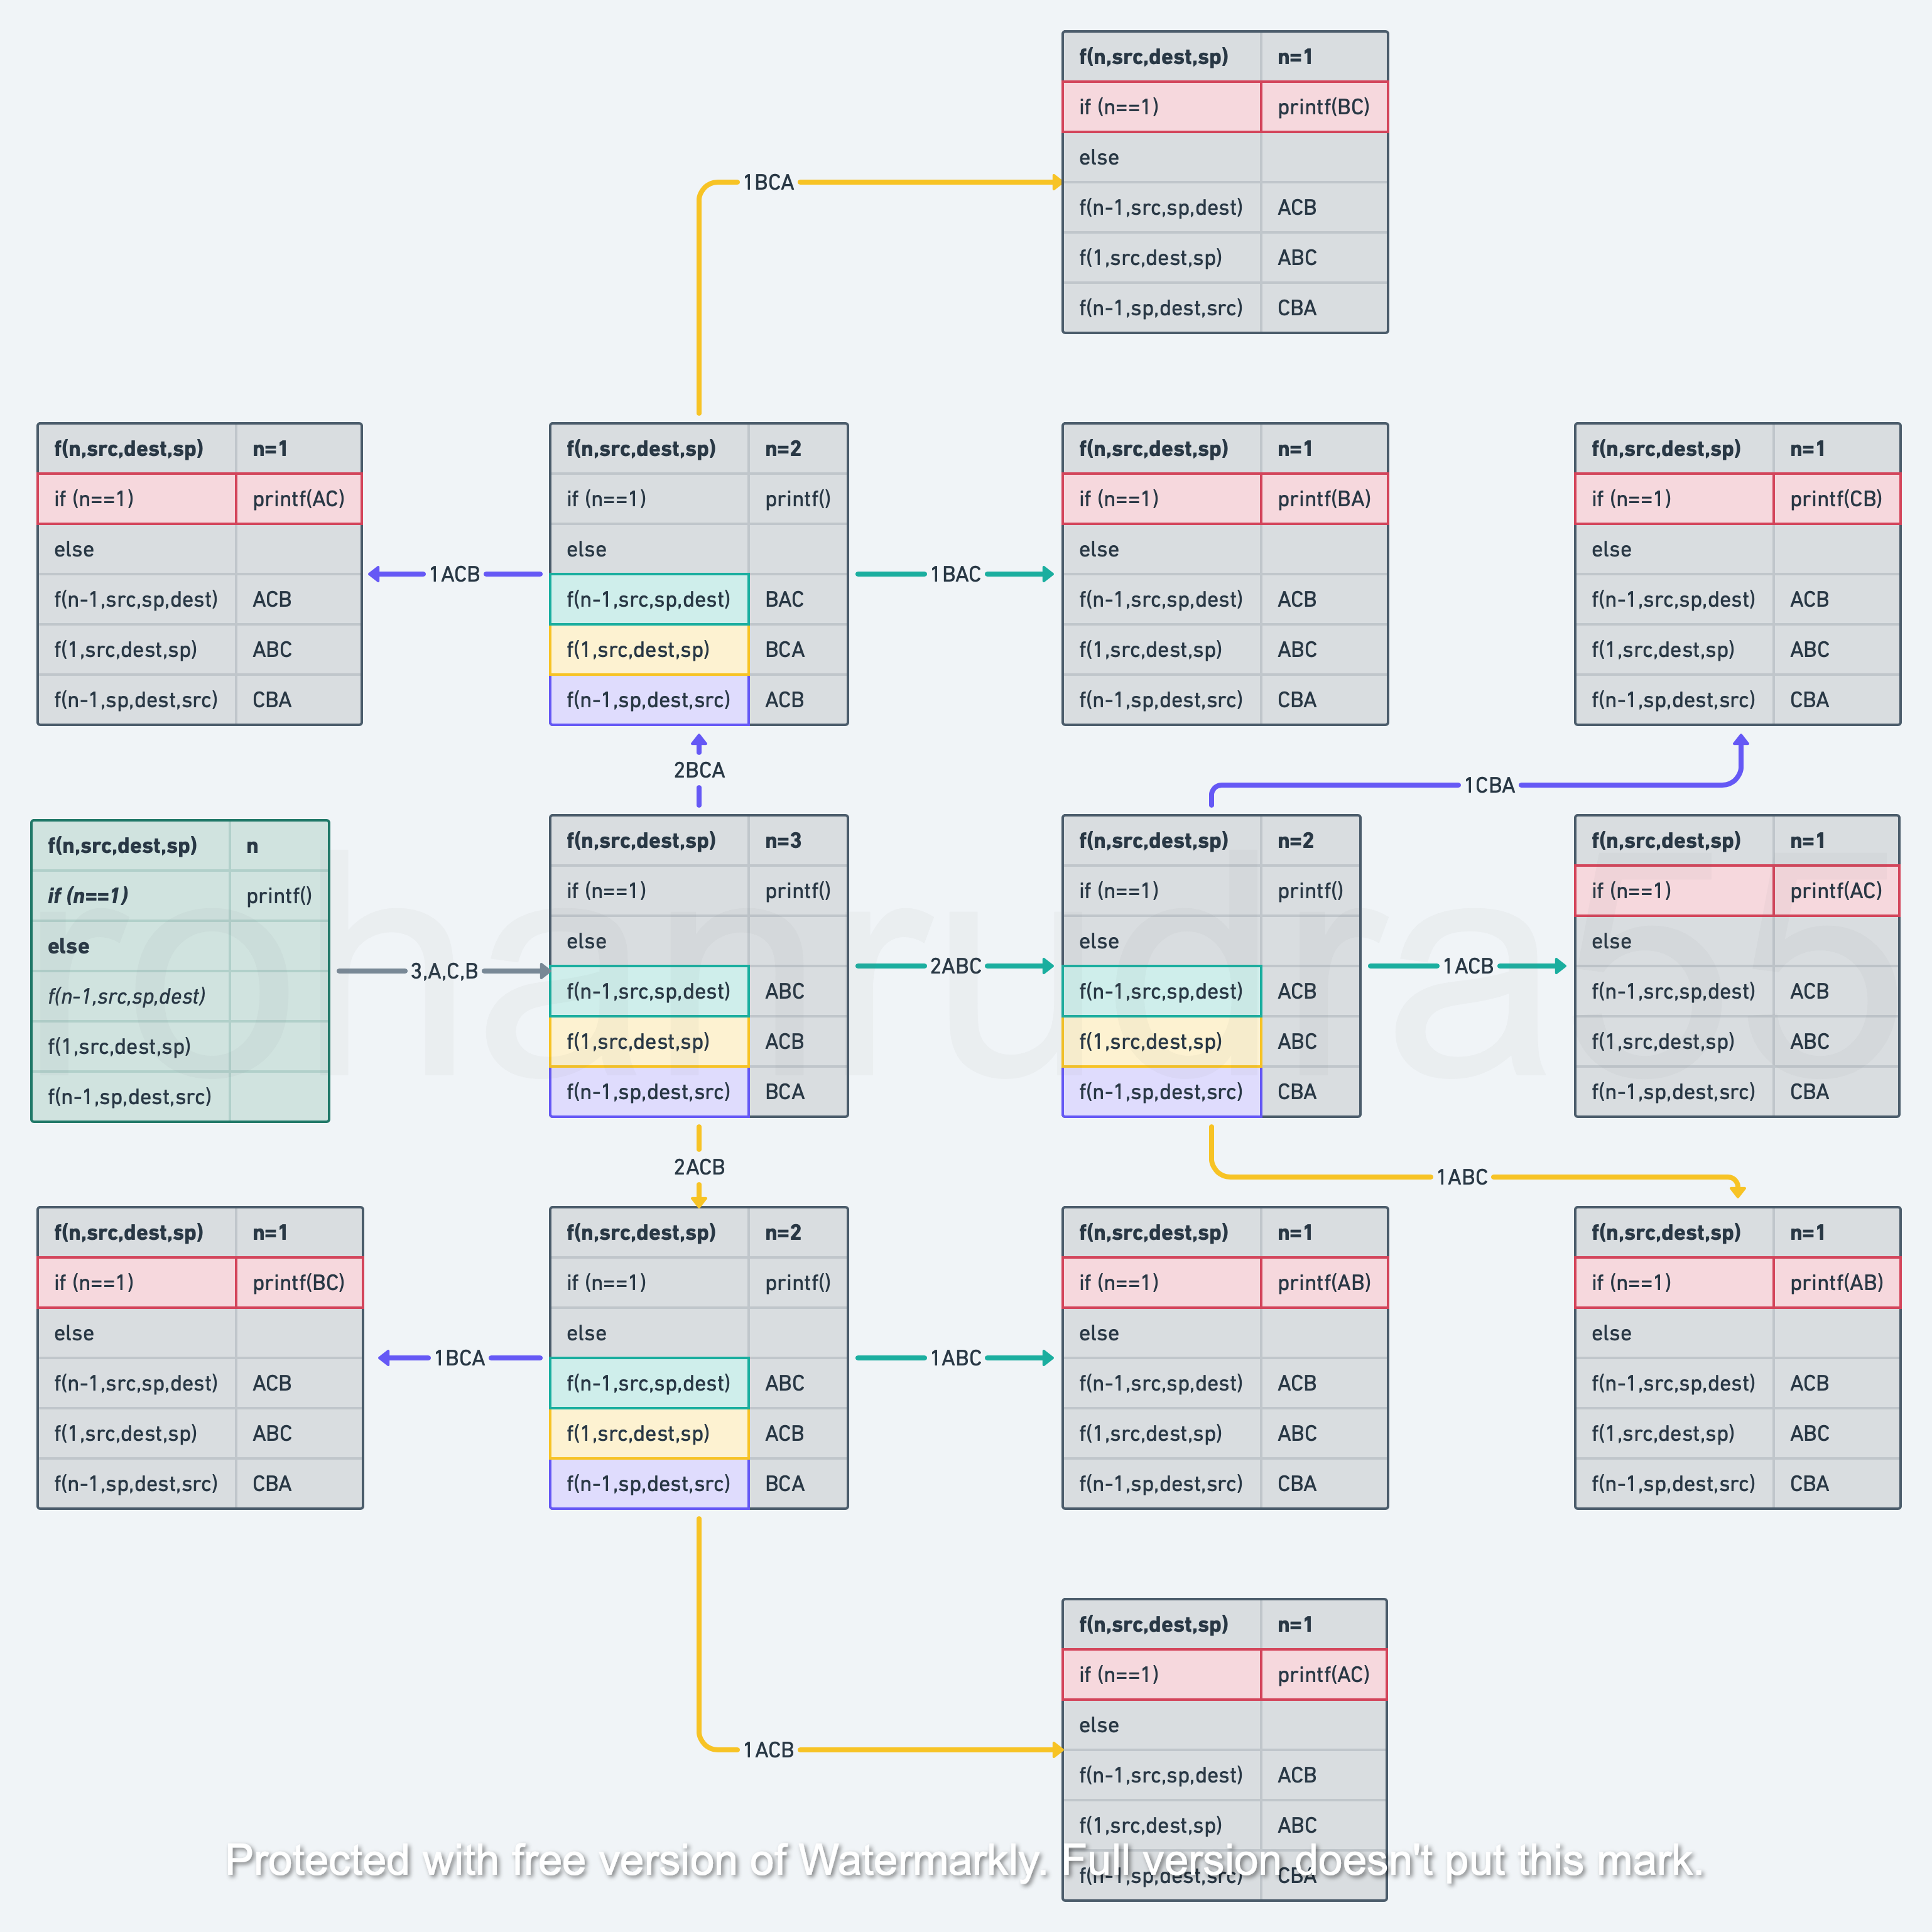 f(n,src,dest,sp) n=1
if (n==1) printf(BC)
else
f(n-1,src,sp,dest) ACB
f(1,src,dest,sp) ABC
f(n-1,sp,dest,src) CBA
1BCA
f(n,src,dest,sp) n=1
if (n==1) printf(AC)
else
f(n-1,src,sp,dest) ACB
f(1,src,dest,sp) ABC
f(n-1,sp,dest,src) CBA
1ACB
f(n,src,dest,sp) n=2
if (n==1) printf()
else
f(n-1,src,sp,dest) BAC
f(1,src,dest,sp) BCA
f(n-1,sp,dest,src) ACB
1BAC
f(n,src,dest,sp) n=1
if (n==1) printf(BA)
else
f(n-1,src,sp,dest) ACB
f(1,src,dest,sp) ABC
f(n-1,sp,dest,src) CBA
f(n,src,dest,sp) n=1
if (n==1) printf(CB)
else
f(n-1,src,sp,dest) ACB
f(1,src,dest,sp) ABC
f(n-1,sp,dest,src) CBA
2BCA
1CBA
f(n,src,dest,sp) n
if (n==1) printf()
else
f(n-1,src,sp,dest)
f(1,src,dest,sp)
f(n-1,sp,dest,src)
3,A,C,B
f(n,src,dest,sp) n=3
if (n==1) printf()
else
f(n-1,src,sp,dest) ABC
f(1,src,dest,sp) ACB
f(n-1,sp,dest,src) BCA
2ABC
f(n,src,dest,sp) n=2
if (n==1) printf()
else
f(n-1,src,sp,dest) ACB
f(1,src,dest,sp) ABC
f(n-1,sp,dest,src) CBA
1ACB
f(n,src,dest,sp) n=1
if (n==1) printf(AC)
else
f(n-1,src,sp,dest) ACB
f(1,src,dest,sp) ABC
f(n-1,sp,dest,src) CBA
rohanrudra55
2ACB
1ABC
f(n,src,dest,sp) n=1
if (n==1) printf(BC)
else
f(n-1,src,sp,dest) ACB
f(1,src,dest,sp) ABC
f(n-1,sp,dest,src) CBA
1BCA
f(n,src,dest,sp) n=2
if (n==1) printf()
else
f(n-1,src,sp,dest) ABC
f(1,src,dest,sp) ACB
f(n-1,sp,dest,src) BCA
1ABC
f(n,src,dest,sp) n=1
if (n==1) printf(AB)
else
f(n-1,src,sp,dest) ACB
f(1,src,dest,sp) ABC
f(n-1,sp,dest,src) CBA
f(n,src,dest,sp) n=1
if (n==1) printf(AB)
else
f(n-1,src,sp,dest) ACB
f(1,src,dest,sp) ABC
f(n-1,sp,dest,src) CBA
1ACB
f(n,src,dest,sp) n=1
if (n==1) printf(AC)
else
f(n-1,src,sp,dest) ACB
f(1,src,dest,sp) ABC
f(n-1,sp,dest,src) CBA
Protected with free version of Watermarkly. Full version doesn't put this mark.